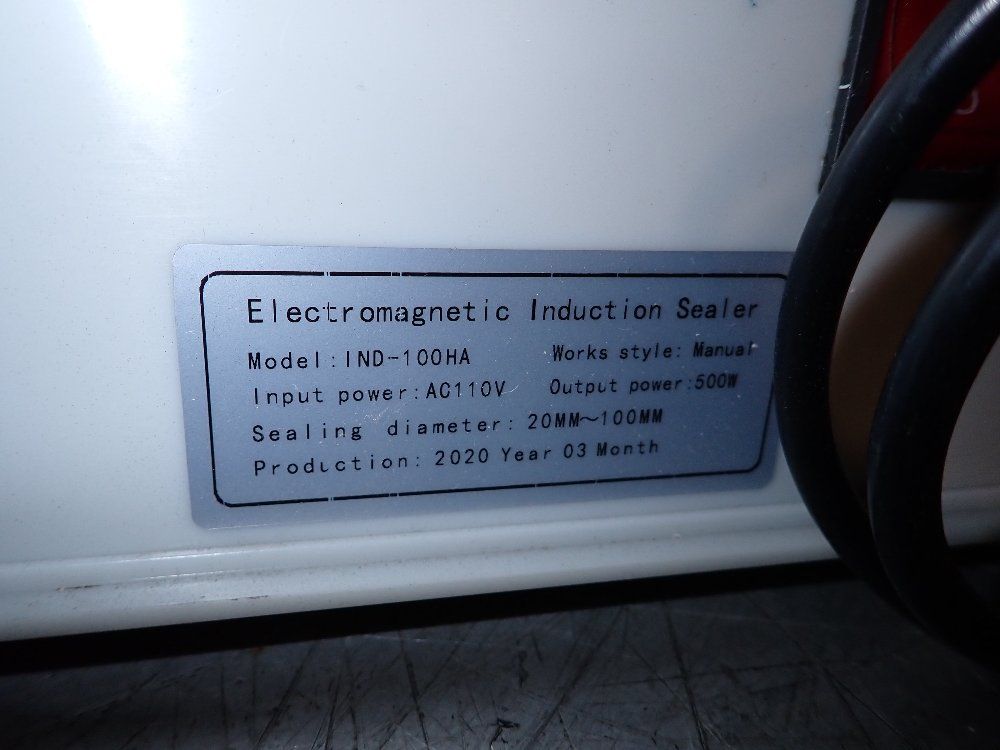 Electromagnetic Induction Sealer
Model:IND-100HA Works style: Manual
Input power:AC110V Output power:500W
Sealing diameter: 20MM~100MM
Production: 2020 Year 03 Month